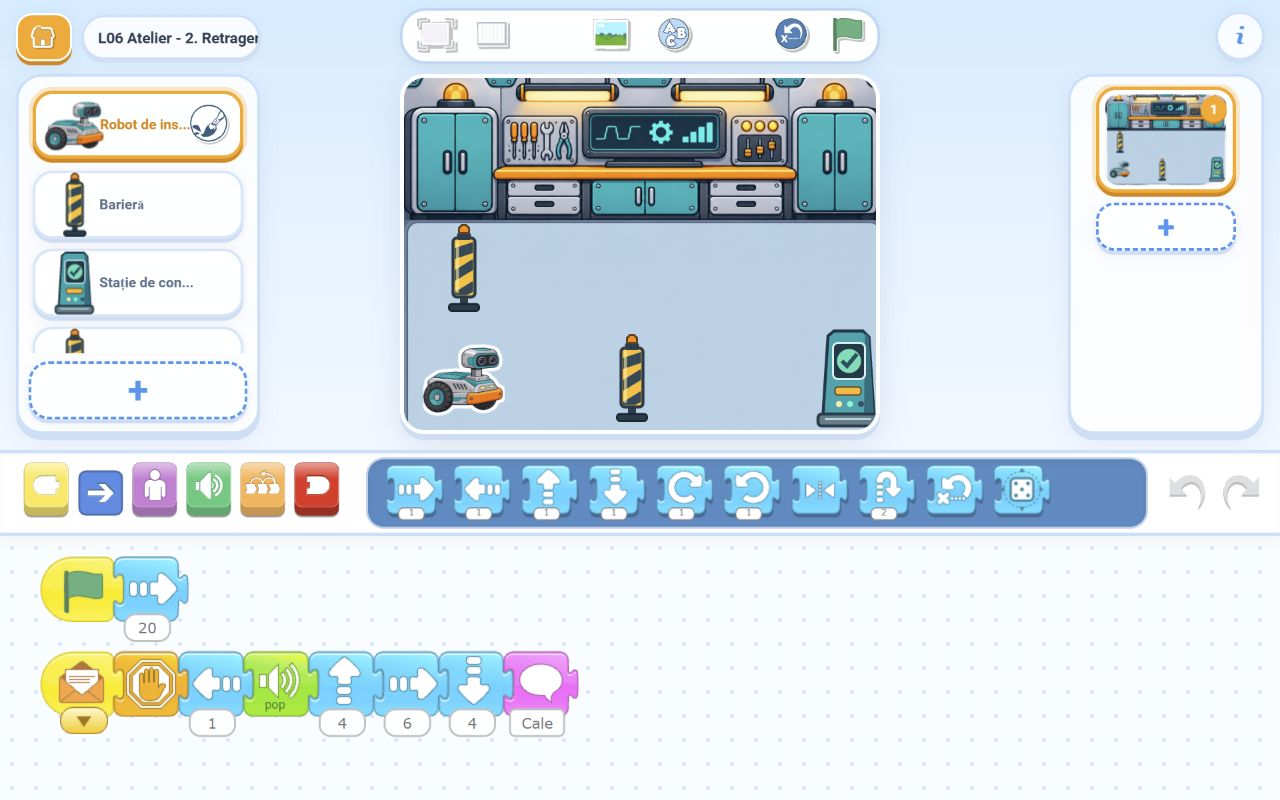 L06 Atelier - 2. Retrager
Robot de ins...
Barieră
Stație de con...
A
B
C
x
i
1
1
1
1
1
1
1
2
x
20
pop
1
4
6
4
Cale